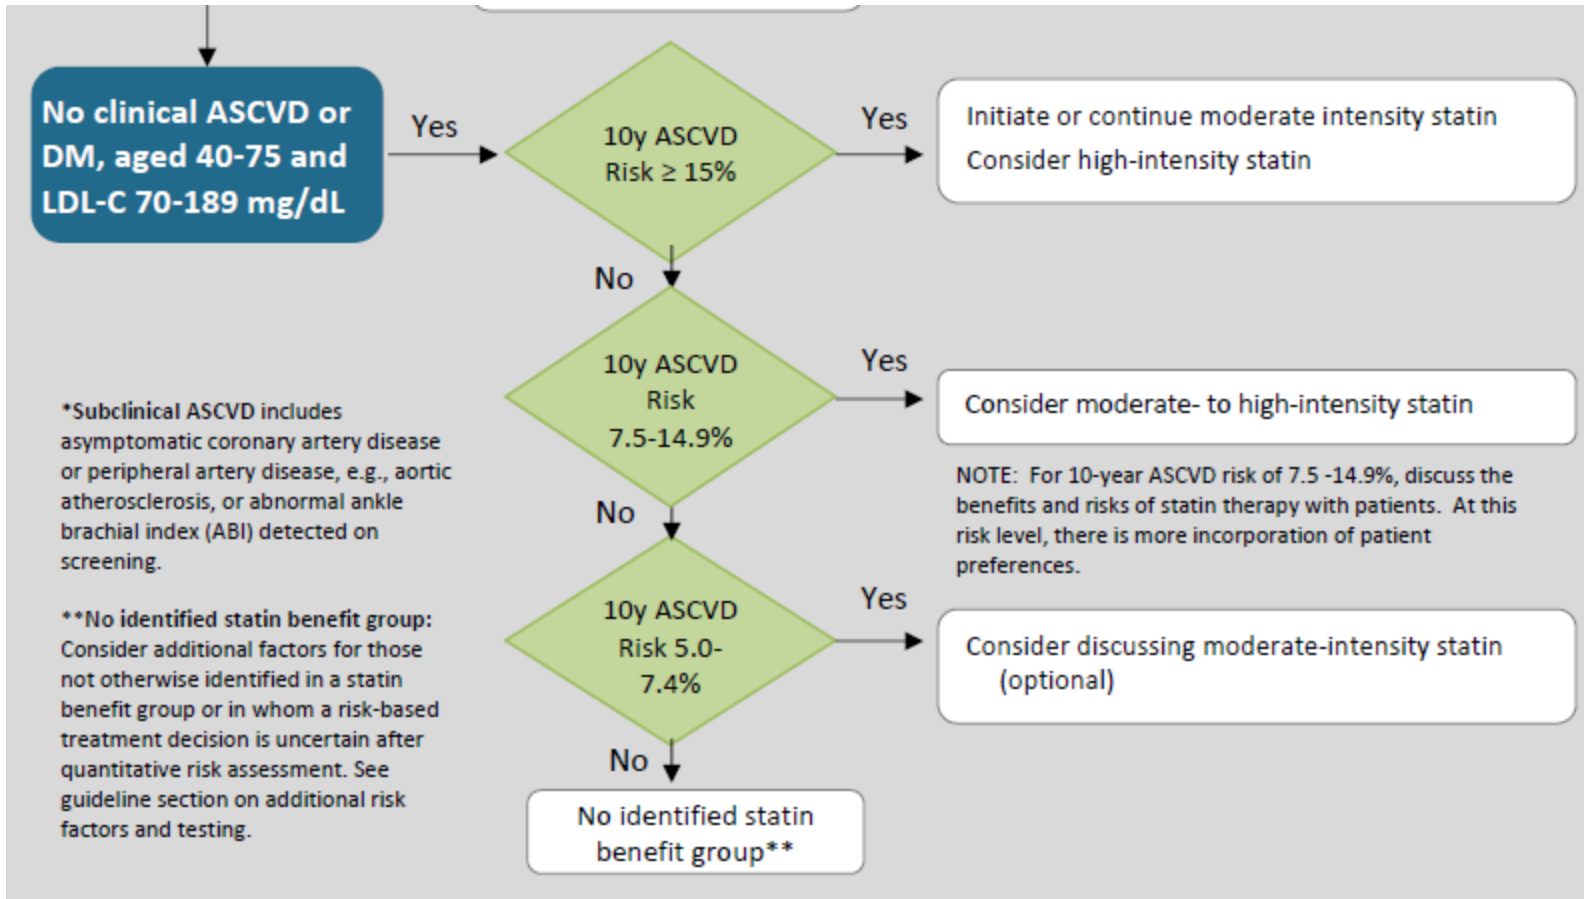 No clinical ASCVD or
DM, aged 40-75 and
LDL-C 70-189 mg/dL
Yes
10y ASCVD
Risk ≥ 15%
Yes
Initiate or continue moderate intensity statin
Consider high-intensity statin
No
10y ASCVD
Risk
7.5-14.9%
Yes
Consider moderate- to high-intensity statin
NOTE: For 10-year ASCVD risk of 7.5 -14.9%, discuss the
benefits and risks of statin therapy with patients. At this
risk level, there is more incorporation of patient
preferences.
No
10y ASCVD
Risk 5.0-
7.4%
Yes
Consider discussing moderate-intensity statin
(optional)
No
No identified statin
benefit group**
*Subclinical ASCVD includes
asymptomatic coronary artery disease
or peripheral artery disease, e.g., aortic
atherosclerosis, or abnormal ankle
brachial index (ABI) detected on
screening.
**No identified statin benefit group:
Consider additional factors for those
not otherwise identified in a statin
benefit group or in whom a risk-based
treatment decision is uncertain after
quantitative risk assessment. See
guideline section on additional risk
factors and testing.